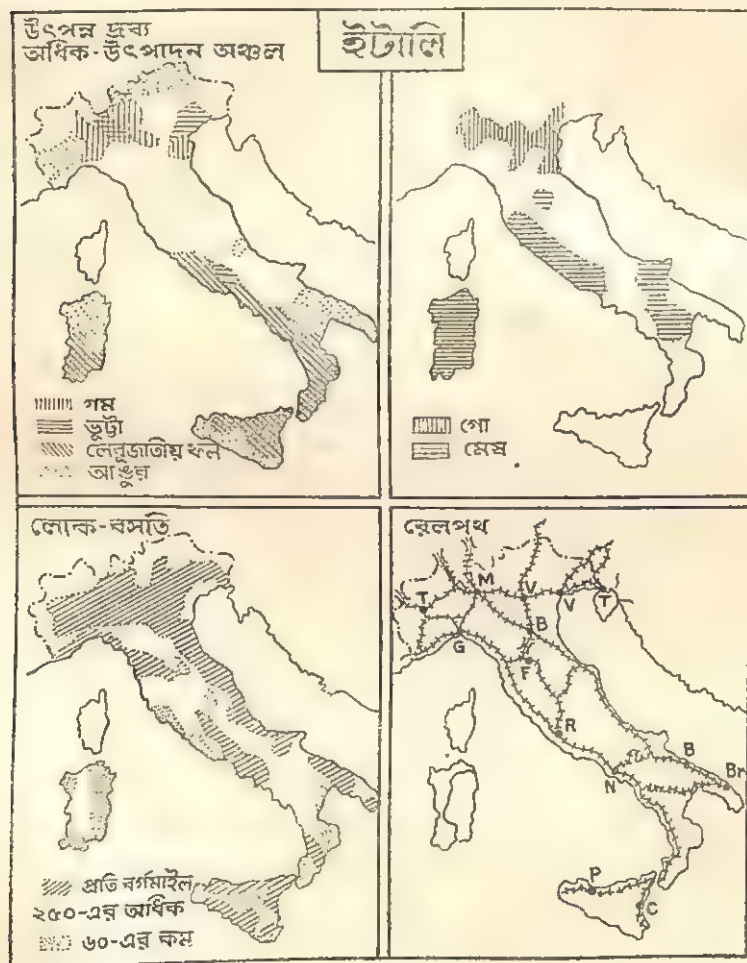 ইটালি
উৎপন্ন দ্রব্য
অধিক-উৎপাদন অঞ্চল
গম
ভুট্টা
লেবুজাতীয় ফল
আঙুর
গো
মেষ
লোক-বসতি
প্রতি বর্গমাইল
২৫০-এর অধিক
৬০-এর কম
রেলপথ
M
V
V
T
T
B
G
F
R
B
Br
N
P
C